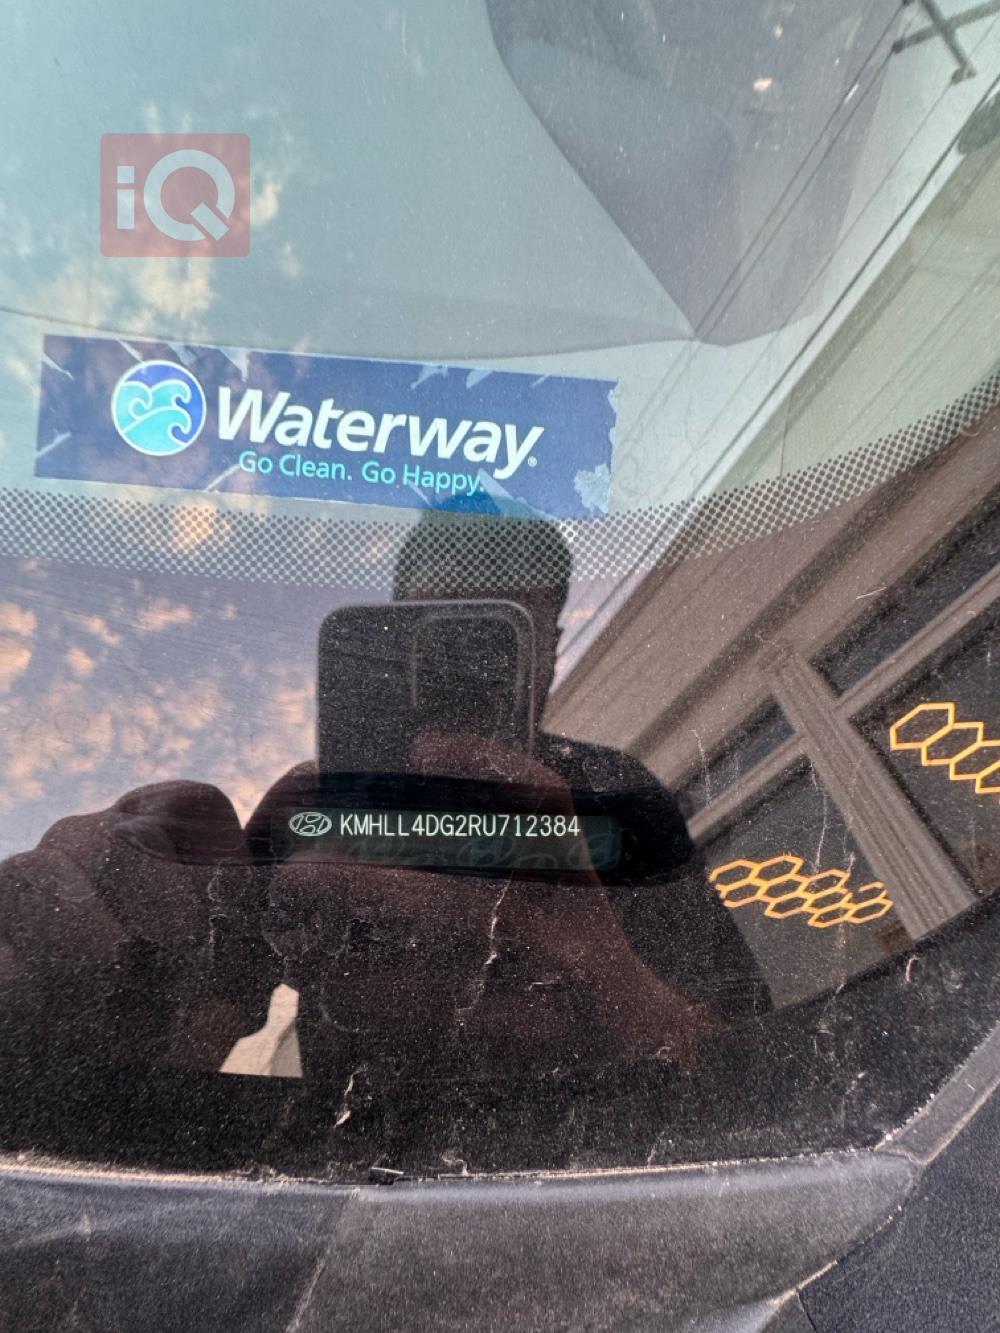 iQ
Waterway®
Go Clean. Go Happy.
KMHLL4DG2RU712384